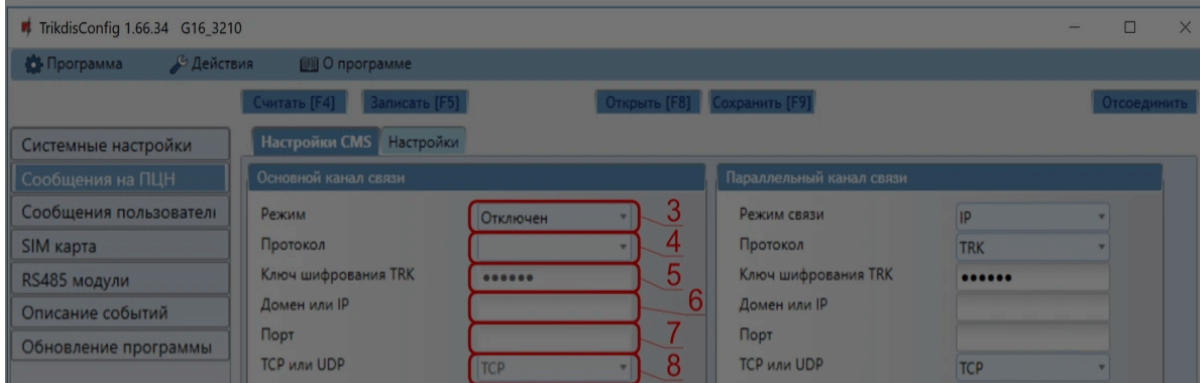 TrikdisConfig 1.66.34 G16_3210
Программа Действия О программе
Считать [F4] Записать [F5] Открыть [F8] Сохранить [F9] Отсоединить
Системные настройки
Сообщения на ПЦН
Сообщения пользователю
SIM карта
RS485 модули
Описание событий
Обновление программы
Настройки CMS Настройки
Основной канал связи
Режим Отключен 3
Протокол 4
Ключ шифрования TRK •••••• 5
Домен или IP 6
Порт 7
TCP или UDP TCP 8
Параллельный канал связи
Режим связи IP
Протокол TRK
Ключ шифрования TRK ••••••
Домен или IP
Порт
TCP или UDP TCP